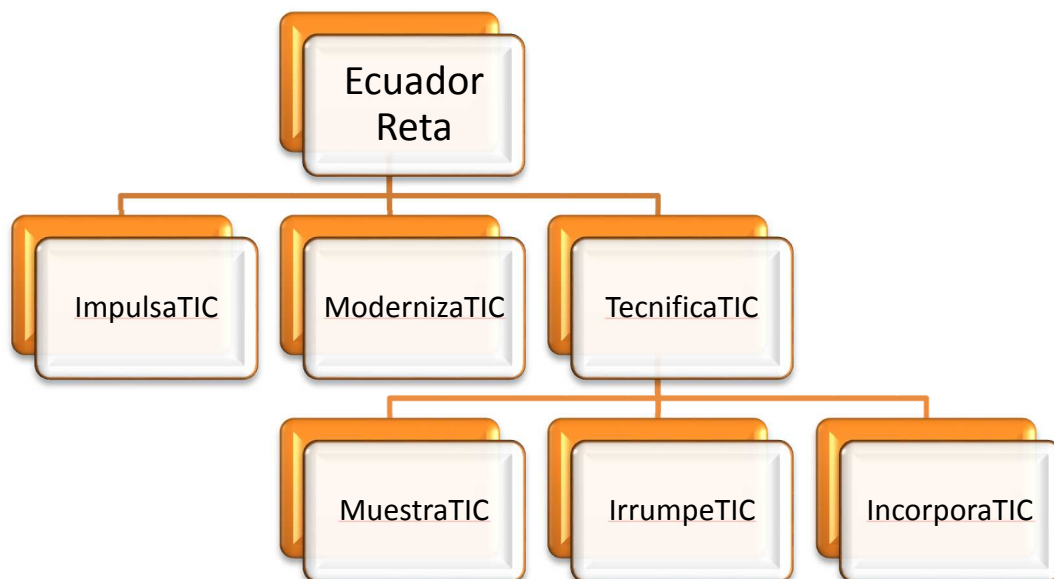 Ecuador
Reta
ImpulsaTIC
ModernizaTIC
TecnificaTIC
MuestraTIC
IrrumpeTIC
IncorporaTIC